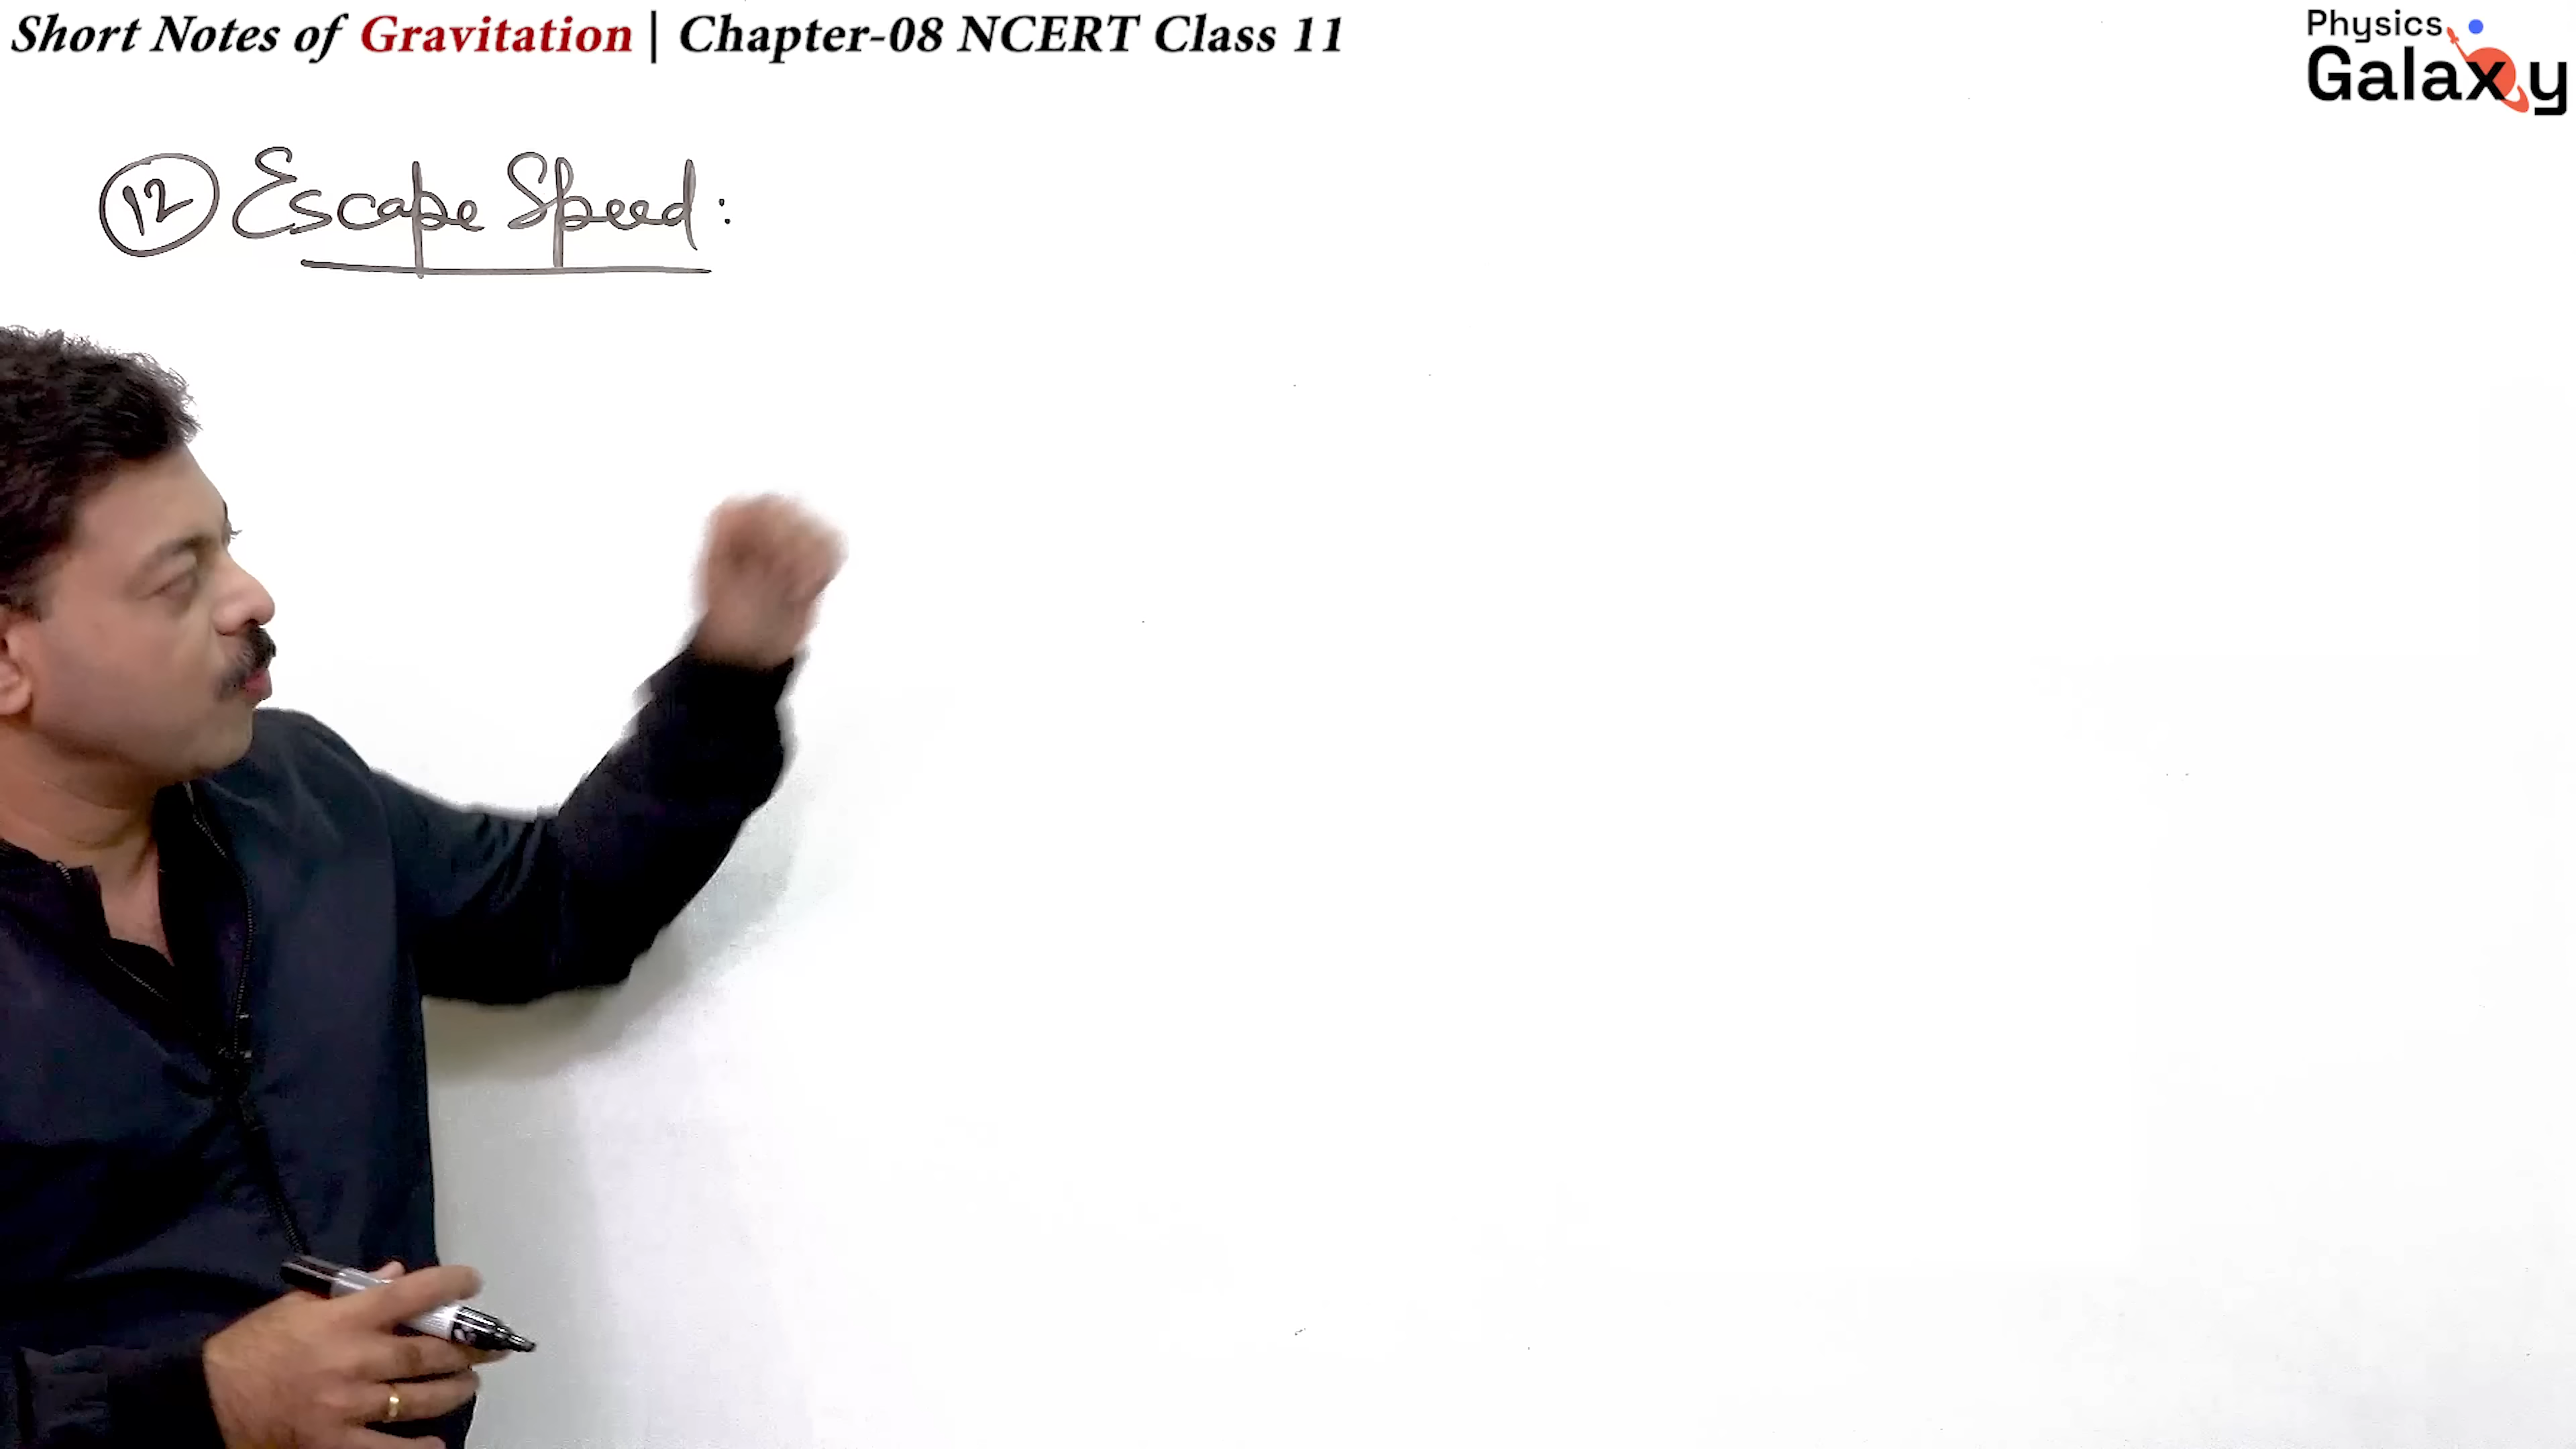 Short Notes of Gravitation | Chapter-08 NCERT Class 11
Physics
Galaxy
12 Escape Speed: